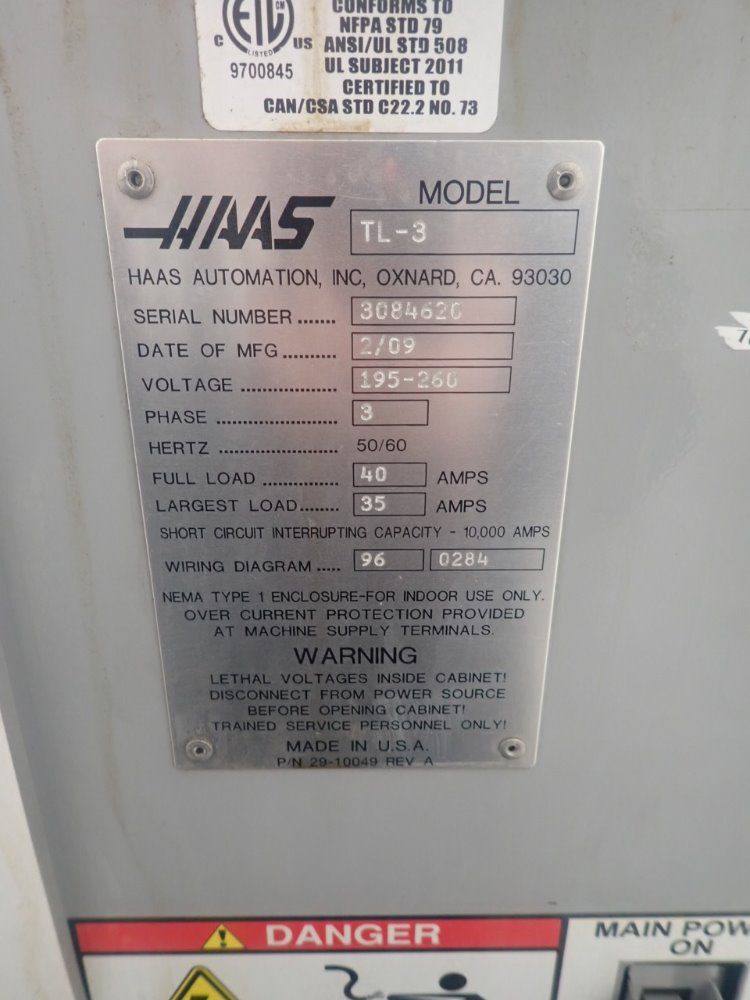 CONFORMS TO
NFPA STD 79
C US ANSI/UL STD 508
LISTED
9700845 UL SUBJECT 2011
CERTIFIED TO
CAN/CSA STD C22.2 NO. 73
HAAS MODEL
TL-3
HAAS AUTOMATION, INC, OXNARD, CA. 93030
SERIAL NUMBER ....... 3084620
DATE OF MFG .......... 2/09
VOLTAGE ................. 195-260
PHASE ..................... 3
HERTZ ..................... 50/60
FULL LOAD ............... 40 AMPS
LARGEST LOAD........ 35 AMPS
SHORT CIRCUIT INTERRUPTING CAPACITY - 10,000 AMPS
WIRING DIAGRAM ..... 96 0284
NEMA TYPE 1 ENCLOSURE-FOR INDOOR USE ONLY.
OVER CURRENT PROTECTION PROVIDED
AT MACHINE SUPPLY TERMINALS.
WARNING
LETHAL VOLTAGES INSIDE CABINET!
DISCONNECT FROM POWER SOURCE
BEFORE OPENING CABINET!
TRAINED SERVICE PERSONNEL ONLY!
MADE IN U.S.A.
P/N 29-10049 REV A
DANGER
MAIN POW
ON